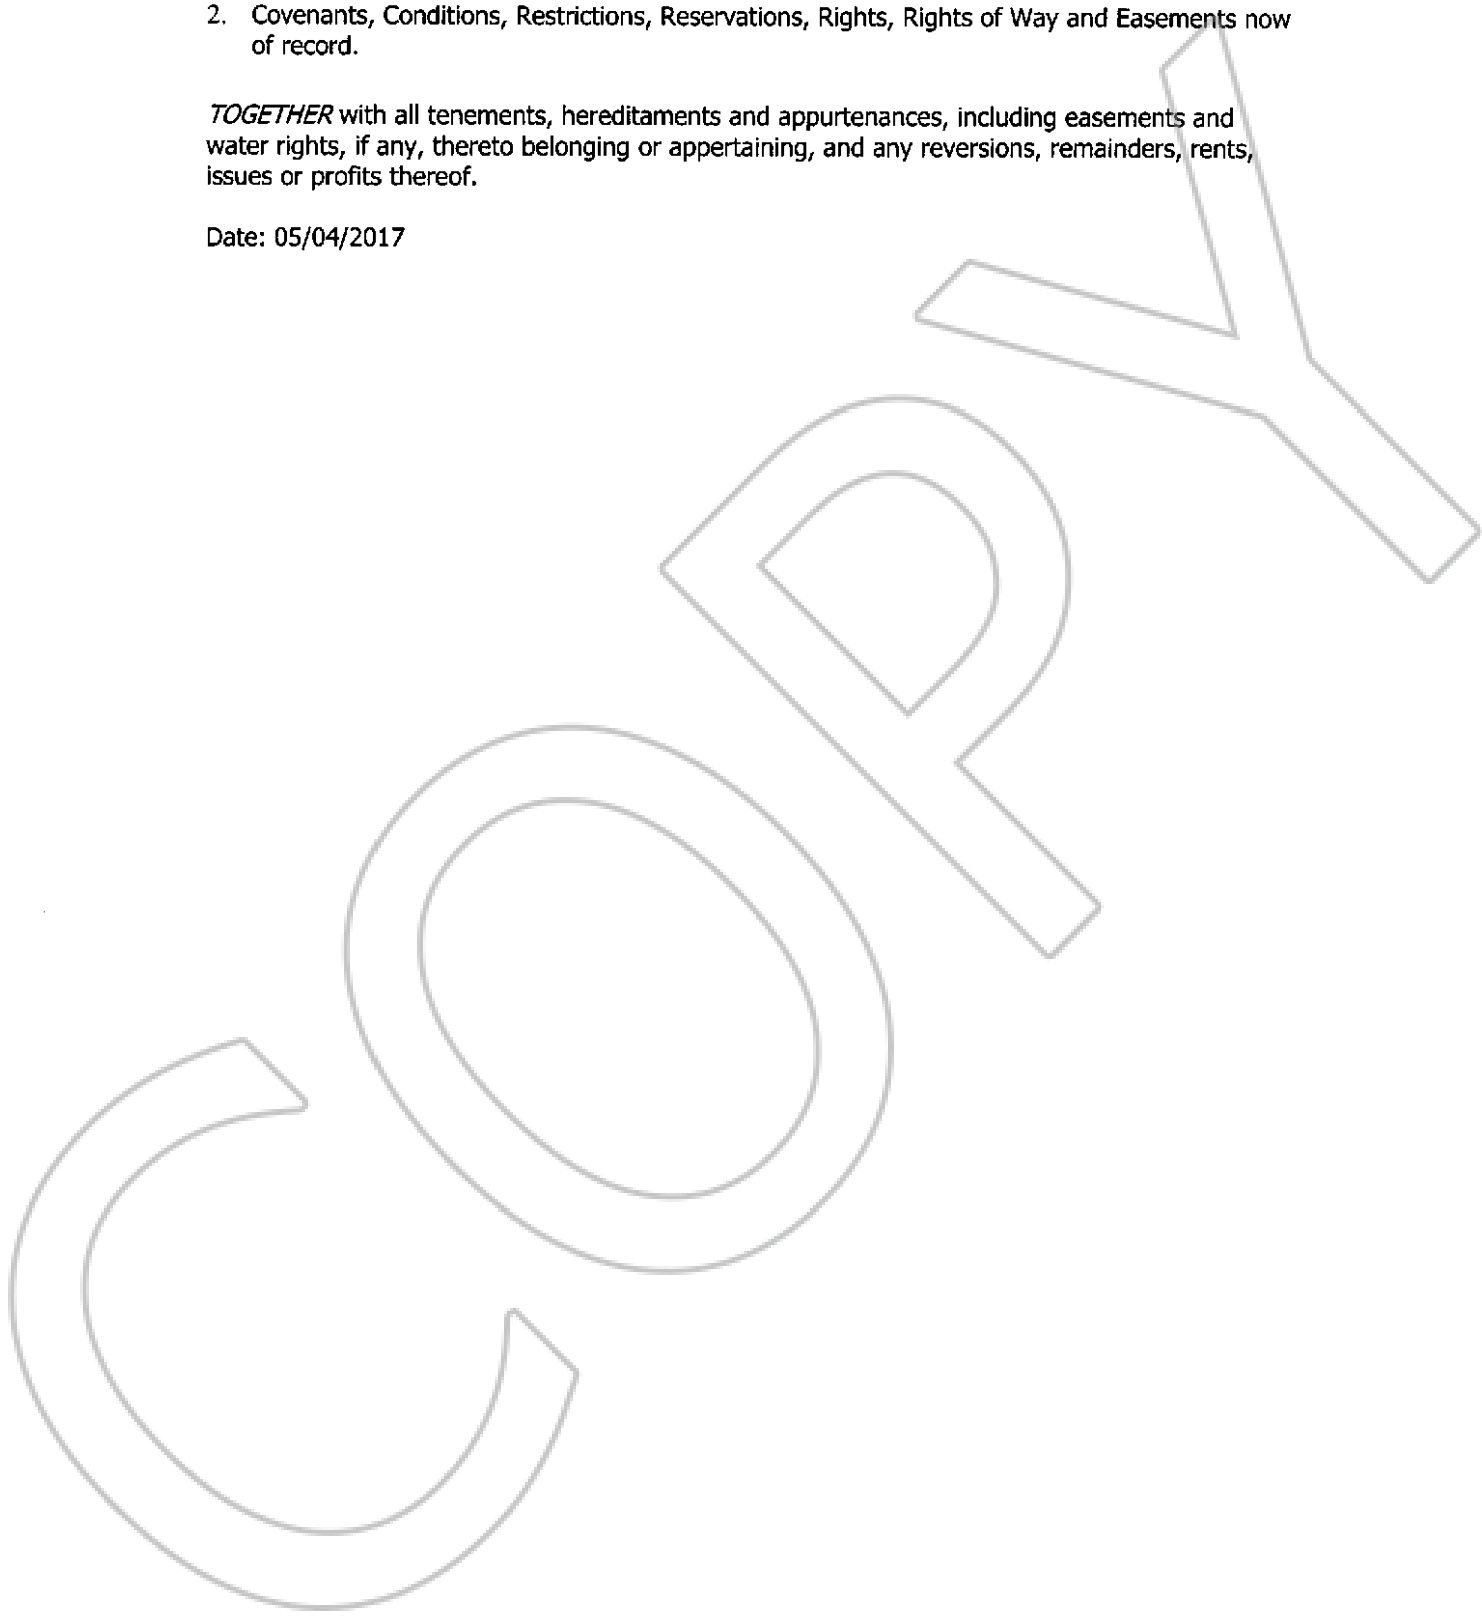 2. Covenants, Conditions, Restrictions, Reservations, Rights, Rights of Way and Easements now
of record.
TOGETHER with all tenements, hereditaments and appurtenances, including easements and
water rights, if any, thereto belonging or appertaining, and any reversions, remainders, rents,
issues or profits thereof.
Date: 05/04/2017
COPY